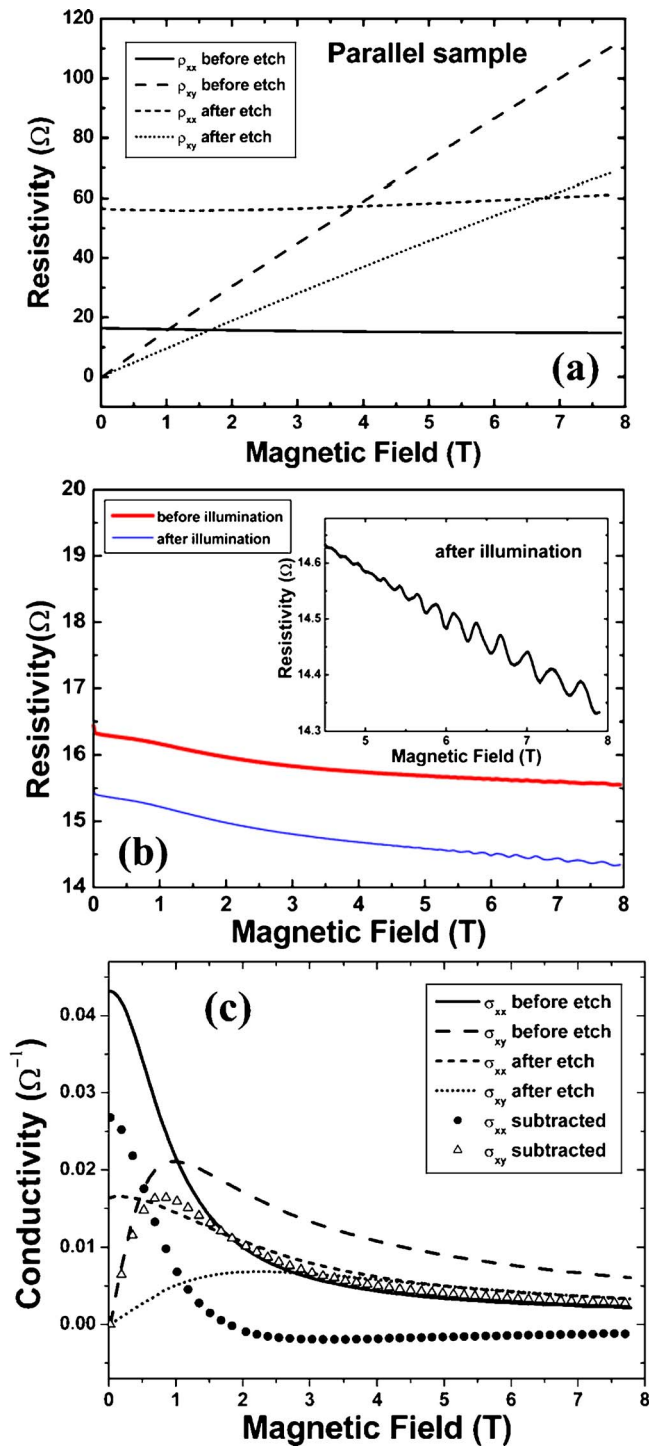 Parallel sample
ρxx before etch
ρxy before etch
ρxx after etch
ρxy after etch
120
100
80
60
40
20
0
Resistivity (Ω)
0 1 2 3 4 5 6 7 8
Magnetic Field (T)
(a)
before illumination
after illumination
20
19
18
17
16
15
14
Resistivity(Ω)
after illumination
14.6
14.5
14.4
14.3
Resistivity (Ω)
5 6 7 8
Magnetic Field (T)
0 1 2 3 4 5 6 7 8
Magnetic Field (T)
(b)
(c)
σxx before etch
σxy before etch
σxx after etch
σxy after etch
σxx subtracted
σxy subtracted
0.04
0.03
0.02
0.01
0.00
Conductivity (Ω⁻¹)
0 1 2 3 4 5 6 7 8
Magnetic Field (T)